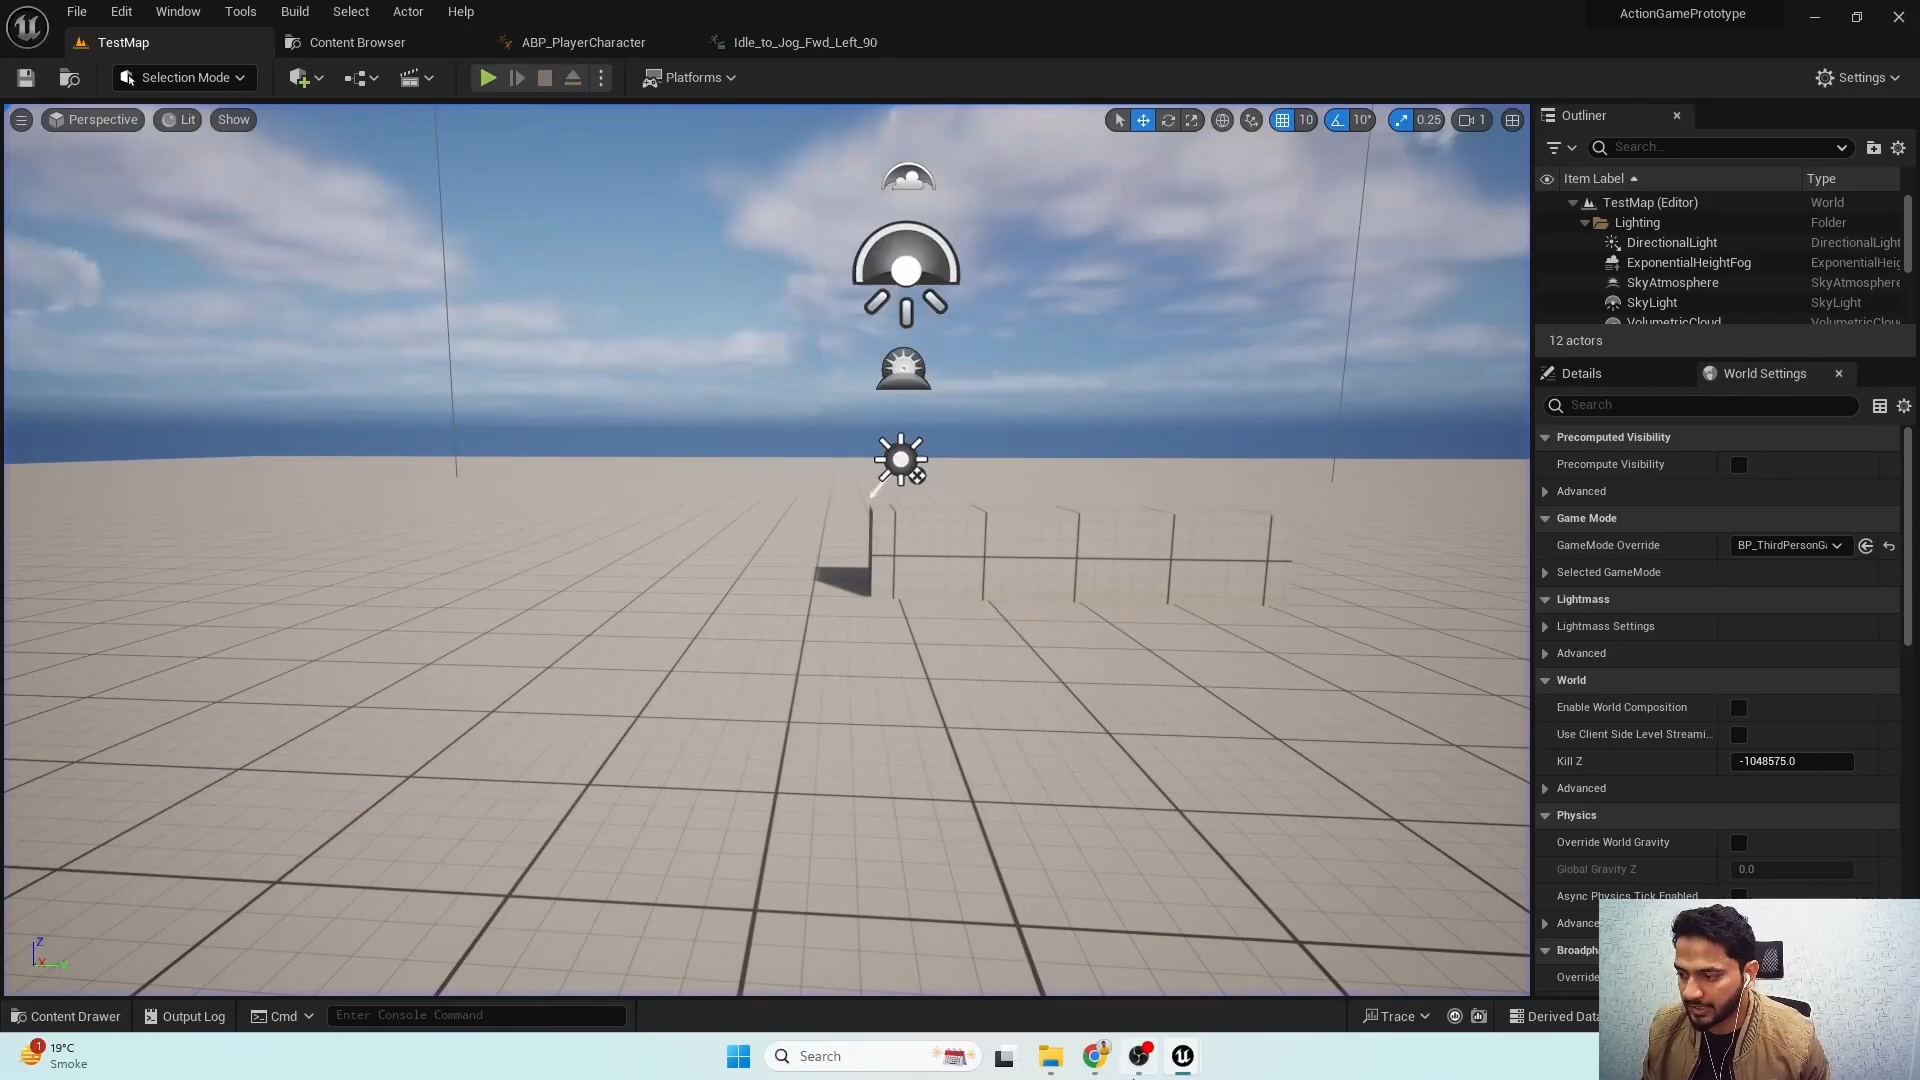 File Edit Window Tools Build Select Actor Help
ActionGamePrototype
TestMap
Content Browser
ABP_PlayerCharacter
Idle_to_Jog_Fwd_Left_90
Selection Mode
Platforms
Settings
Perspective
Lit
Show
10
10°
0.25
1
Outliner
Search...
Item Label
Type
TestMap (Editor)
World
Lighting
Folder
DirectionalLight
DirectionalLight
ExponentialHeightFog
ExponentialHeig
SkyAtmosphere
SkyAtmosphere
SkyLight
SkyLight
VolumetricCloud
VolumetricCloud
12 actors
Details
World Settings
Search
Precomputed Visibility
Precompute Visibility
Advanced
Game Mode
GameMode Override
BP_ThirdPersonGa
Selected GameMode
Lightmass
Lightmass Settings
Advanced
World
Enable World Composition
Use Client Side Level Streami...
Kill Z
-1048575.0
Advanced
Physics
Override World Gravity
Global Gravity Z
0.0
Async Physics Tick Enabled
Advance
Broadpha
Override
Z
X
Y
Content Drawer
Output Log
Cmd
Enter Console Command
Trace
Derived Data
1
19°C
Smoke
Search